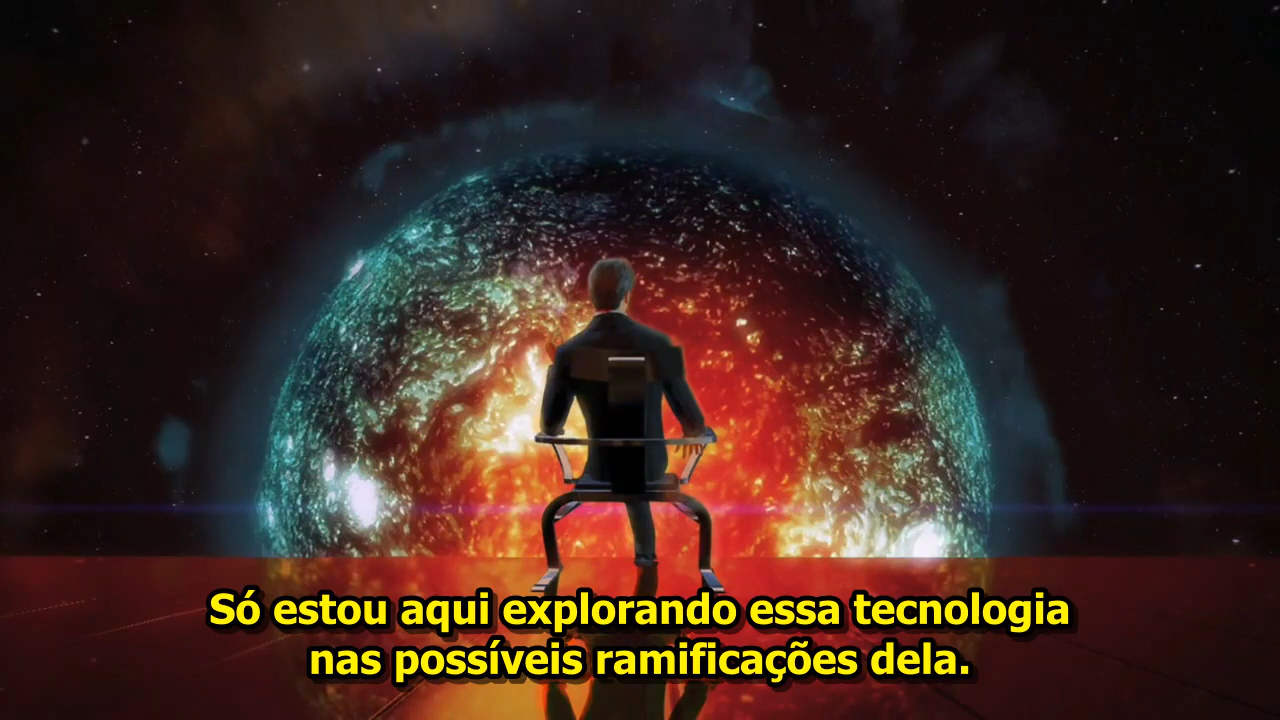 Só estou aqui explorando essa tecnologia
nas possíveis ramificações dela.